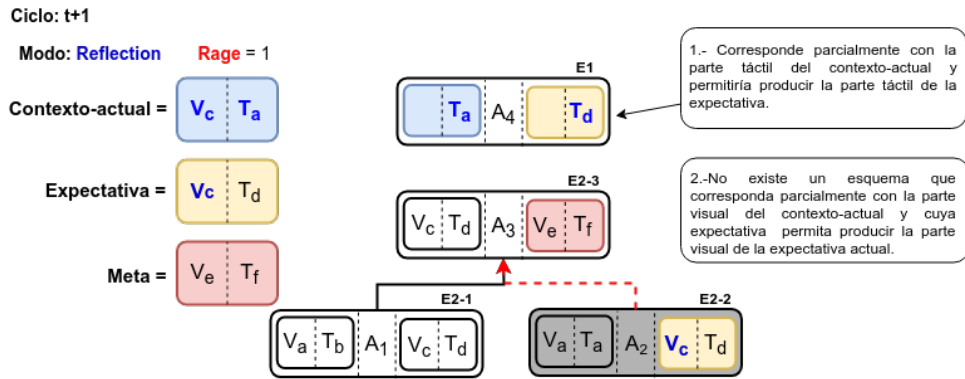 Ciclo: t+1
Modo: Reflection Rage = 1
Contexto-actual = Vc Ta
Expectativa = Vc Td
Meta = Ve Tf
E1
Ta A4 Td
E2-3
Vc Td A3 Ve Tf
E2-1
Va Tb A1 Vc Td
E2-2
Va Ta A2 Vc Td
1.- Corresponde parcialmente con la
parte táctil del contexto-actual y
permitiría producir la parte táctil de la
expectativa.
2.-No existe un esquema que
corresponda parcialmente con la parte
visual del contexto-actual y cuya
expectativa permita producir la parte
visual de la expectativa actual.